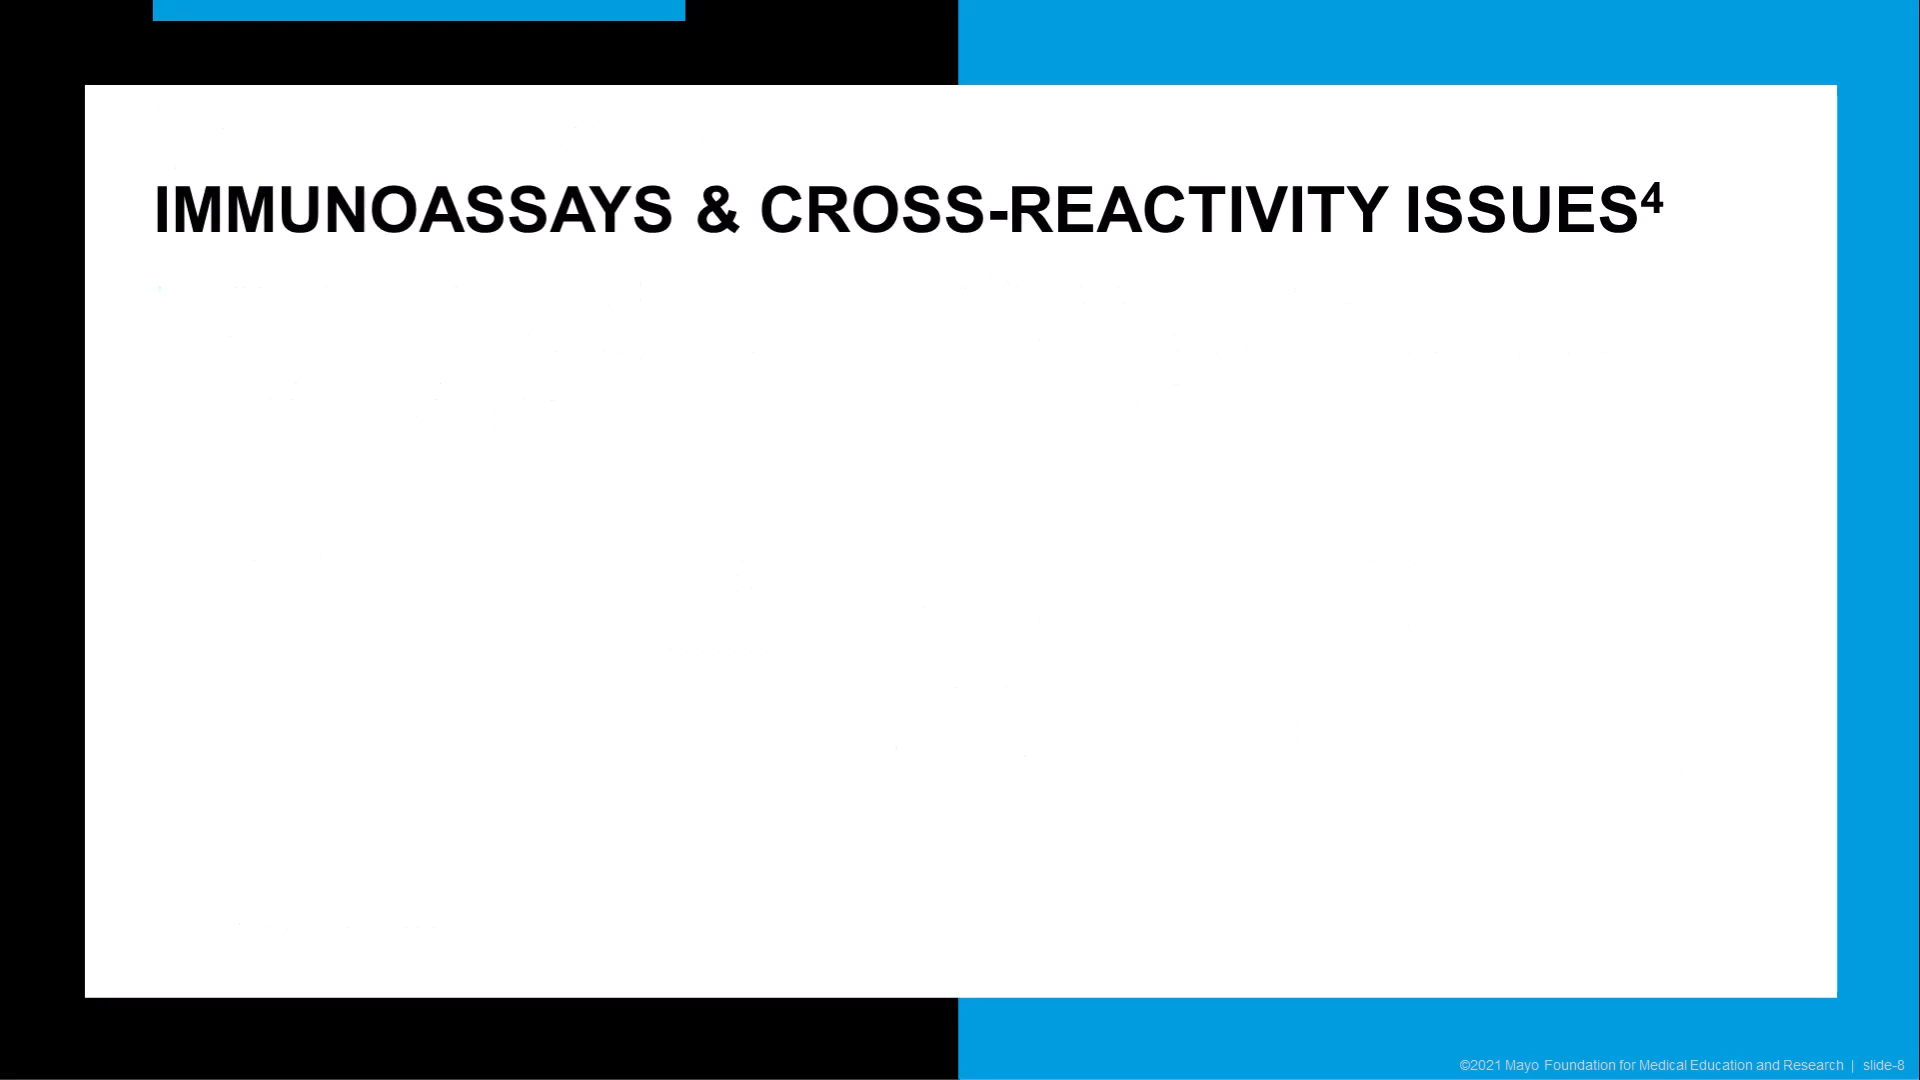 IMMUNOASSAYS & CROSS-REACTIVITY ISSUES⁴
©2021 Mayo Foundation for Medical Education and Research | slide-8